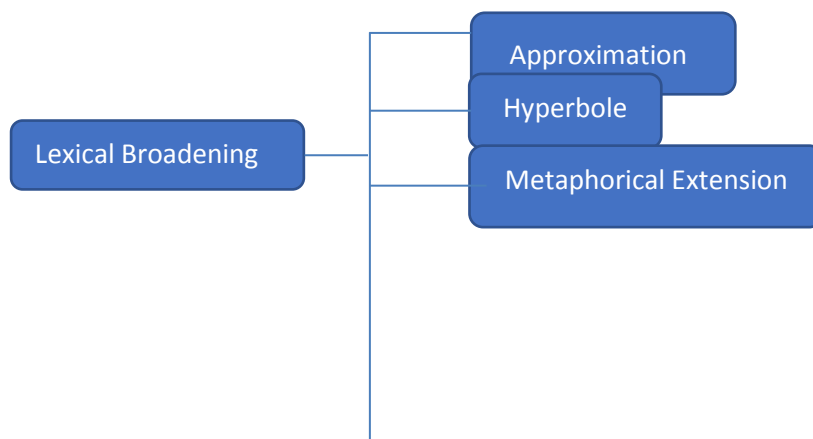 Approximation
Hyperbole
Lexical Broadening
Metaphorical Extension